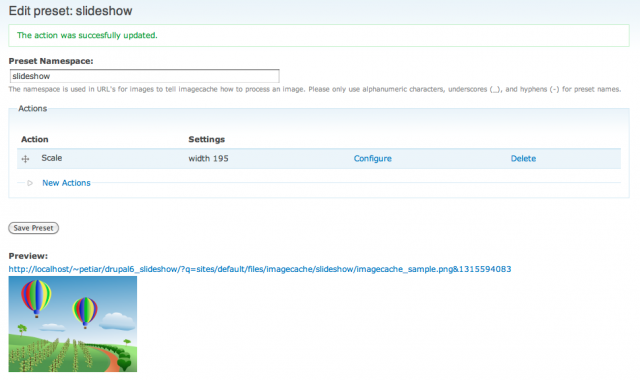 Edit preset: slideshow
The action was succesfully updated.
Preset Namespace:
slideshow
The namespace is used in URL's for images to tell imagecache how to process an image. Please only use alphanumeric characters, underscores (_), and hyphens (-) for preset names.
Actions
Action Settings
Scale width 195 Configure Delete
New Actions
Save Preset
Preview:
http://localhost/~petiar/drupal6_slideshow/?q=sites/default/files/imagecache/slideshow/imagecache_sample.png&1315594083